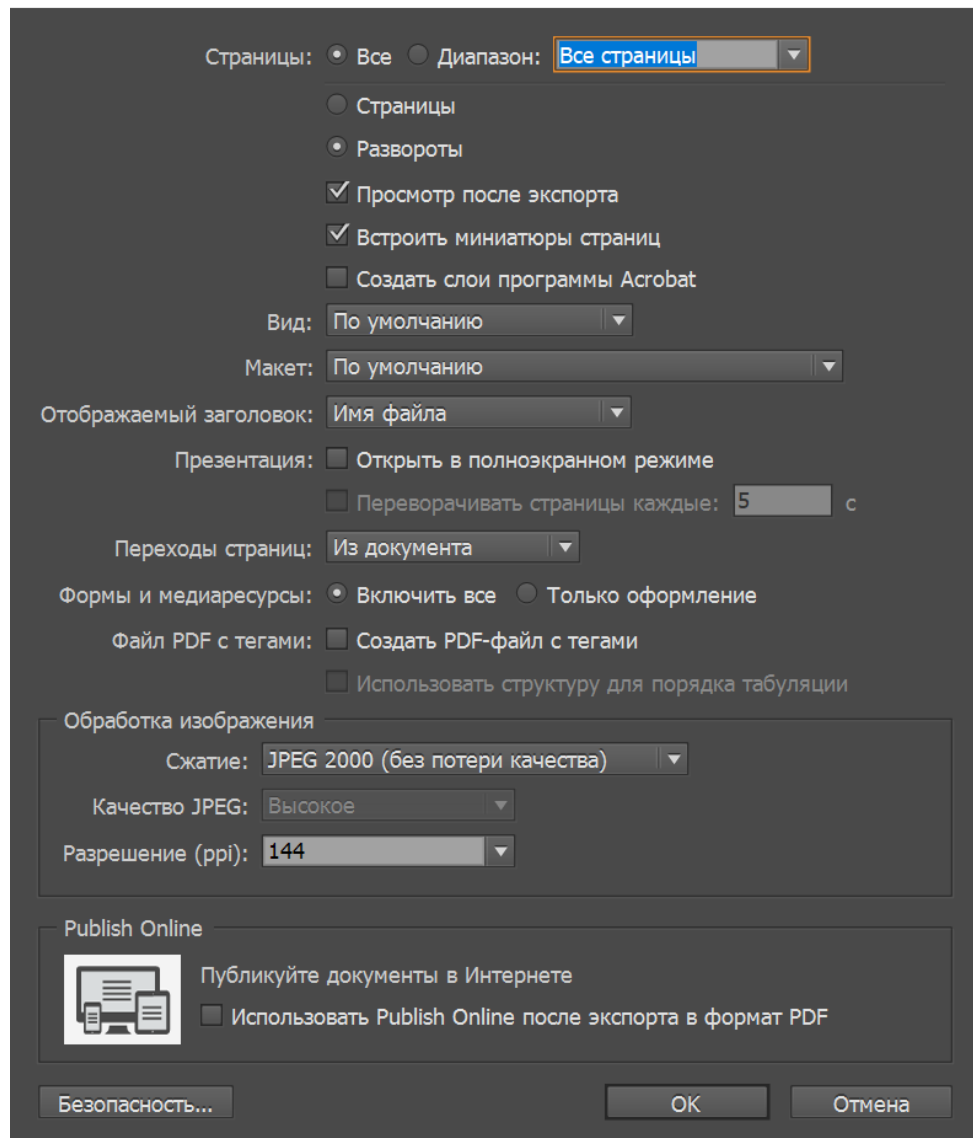 Страницы: Все Диапазон: Все страницы
Страницы
Развороты
Просмотр после экспорта
Встроить миниатюры страниц
Создать слои программы Acrobat
Вид: По умолчанию
Макет: По умолчанию
Отображаемый заголовок: Имя файла
Презентация: Открыть в полноэкранном режиме
Переворачивать страницы каждые: 5 с
Переходы страниц: Из документа
Формы и медиаресурсы: Включить все Только оформление
Файл PDF с тегами: Создать PDF-файл с тегами
Использовать структуру для порядка табуляции
Обработка изображения
Сжатие: JPEG 2000 (без потери качества)
Качество JPEG: Высокое
Разрешение (ppi): 144
Publish Online
Публикуйте документы в Интернете
Использовать Publish Online после экспорта в формат PDF
Безопасность... OK Отмена